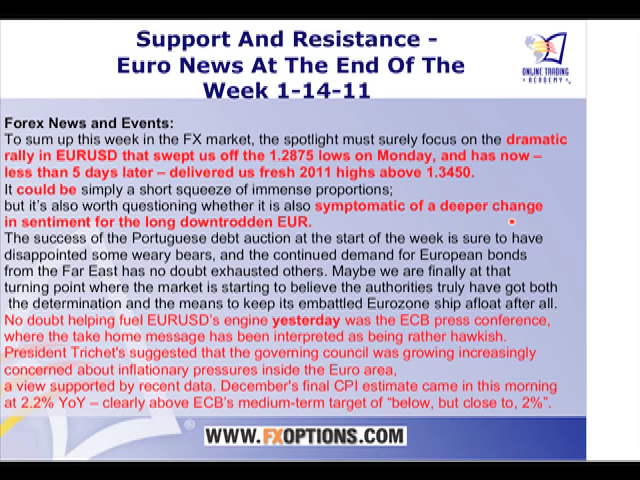 Support And Resistance -
Euro News At The End Of The
Week 1-14-11
ONLINE TRADING
ACADEMY
Forex News and Events:
To sum up this week in the FX market, the spotlight must surely focus on the dramatic
rally in EURUSD that swept us off the 1.2875 lows on Monday, and has now –
less than 5 days later – delivered us fresh 2011 highs above 1.3450.
It could be simply a short squeeze of immense proportions;
but it's also worth questioning whether it is also symptomatic of a deeper change
in sentiment for the long downtrodden EUR.
The success of the Portuguese debt auction at the start of the week is sure to have
disappointed some weary bears, and the continued demand for European bonds
from the Far East has no doubt exhausted others. Maybe we are finally at that
turning point where the market is starting to believe the authorities truly have got both
the determination and the means to keep its embattled Eurozone ship afloat after all.
No doubt helping fuel EURUSD's engine yesterday was the ECB press conference,
where the take home message has been interpreted as being rather hawkish.
President Trichet's suggested that the governing council was growing increasingly
concerned about inflationary pressures inside the Euro area,
a view supported by recent data. December's final CPI estimate came in this morning
at 2.2% YoY – clearly above ECB's medium-term target of "below, but close to, 2%".
®
WWW.FXOPTIONS.COM